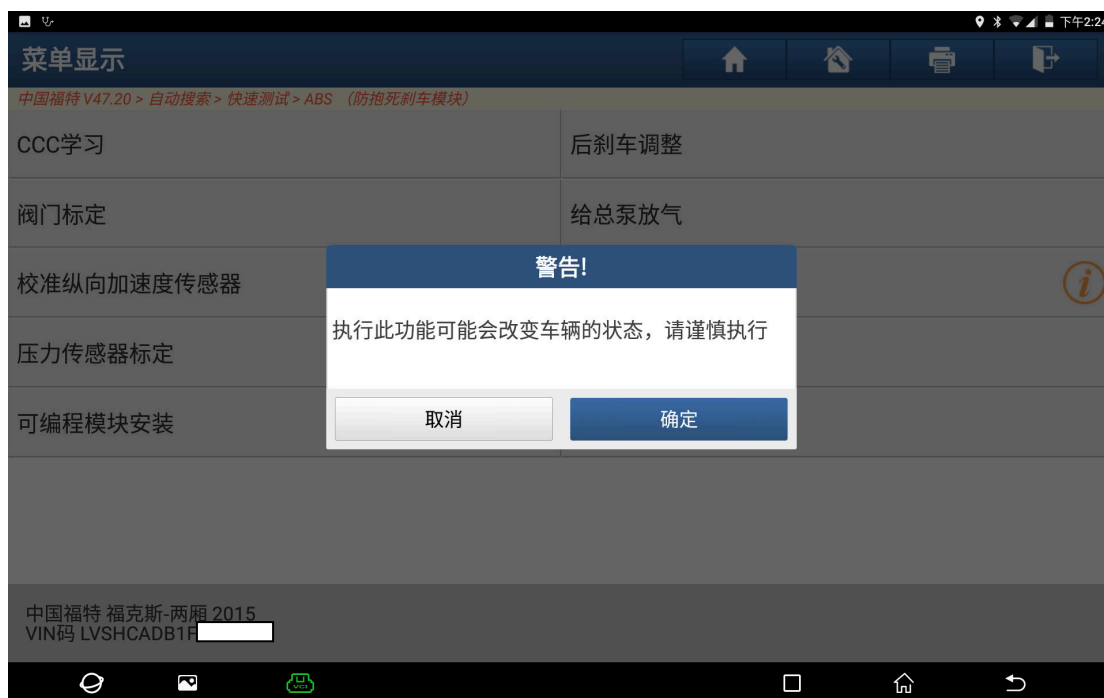 下午2:24
菜单显示
中国福特 V47.20 > 自动搜索 > 快速测试 > ABS （防抱死刹车模块）
CCC学习
后刹车调整
阀门标定
给总泵放气
校准纵向加速度传感器
压力传感器标定
可编程模块安装
警告!
执行此功能可能会改变车辆的状态，请谨慎执行
取消
确定
中国福特 福克斯-两厢 2015
VIN码 LVSHCADB1F
VCI